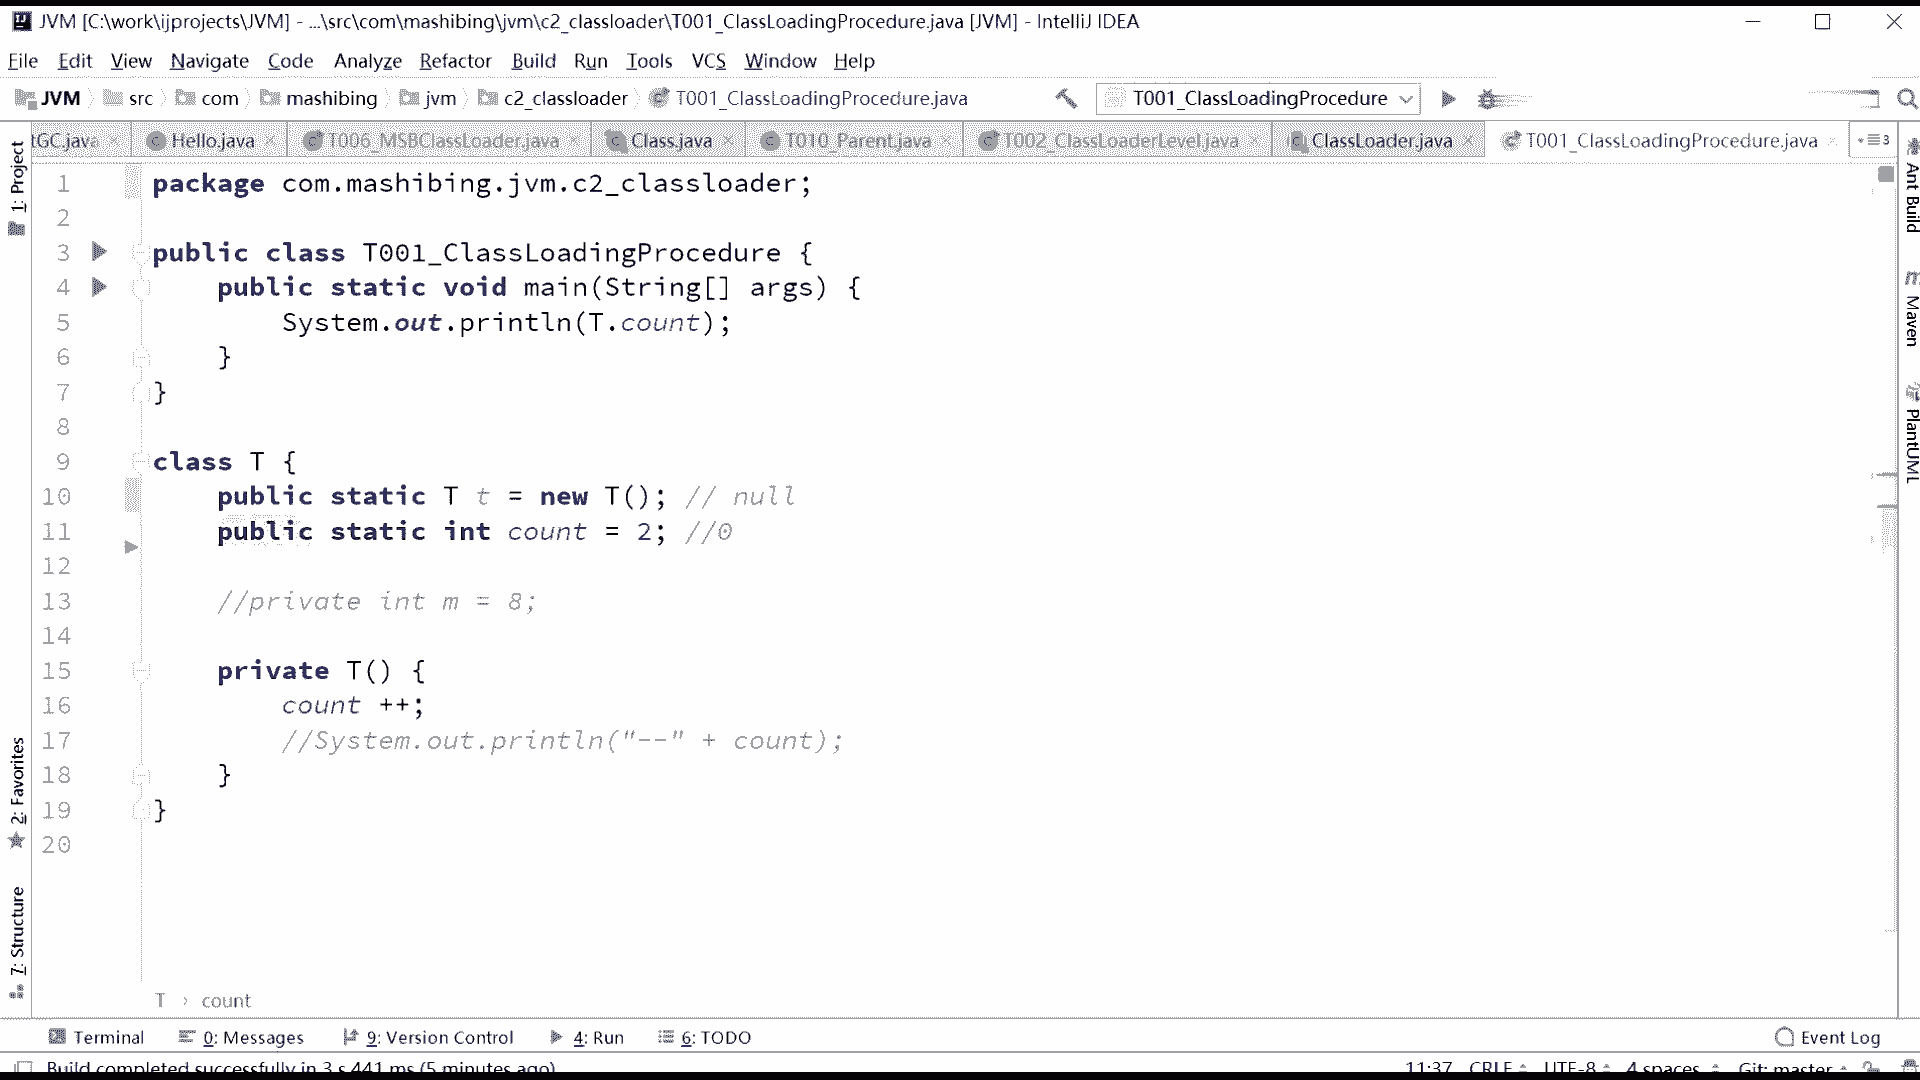 JVM [C:\work\ijprojects\JVM] - ...\src\com\mashibing\jvm\c2_classloader\T001_ClassLoadingProcedure.java [JVM] - IntelliJ IDEA
File Edit View Navigate Code Analyze Refactor Build Run Tools VCS Window Help
JVM src com mashibing jvm c2_classloader T001_ClassLoadingProcedure.java T001_ClassLoadingProcedure
tGC.java Hello.java T006_MSBClassLoader.java Class.java T010_Parent.java T002_ClassLoaderLevel.java ClassLoader.java T001_ClassLoadingProcedure.java 3
1: Project
2: Favorites
7: Structure
Ant Build
Maven
PlantUML
1 package com.mashibing.jvm.c2_classloader;
2
3 public class T001_ClassLoadingProcedure {
4 public static void main(String[] args) {
5 System.out.println(T.count);
6 }
7 }
8
9 class T {
10 public static T t = new T(); // null
11 public static int count = 2; //0
12
13 //private int m = 8;
14
15 private T() {
16 count ++;
17 //System.out.println("--" + count);
18 }
19 }
20
T › count
Terminal 0: Messages 9: Version Control 4: Run 6: TODO Event Log
Build completed successfully in 3 s 441 ms (5 minutes ago) 11:37 CRLF UTF-8 4 spaces Git: master